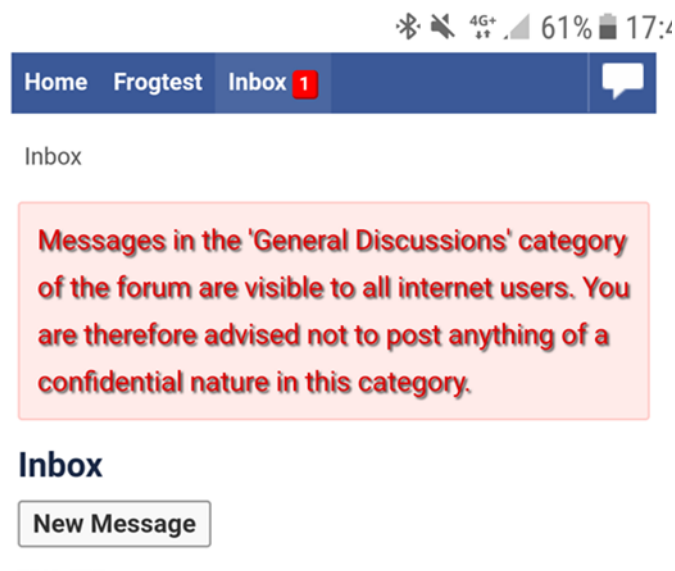 4G+ 61% 17:4
Home Frogtest Inbox 1
Inbox
Messages in the 'General Discussions' category
of the forum are visible to all internet users. You
are therefore advised not to post anything of a
confidential nature in this category.
Inbox
New Message